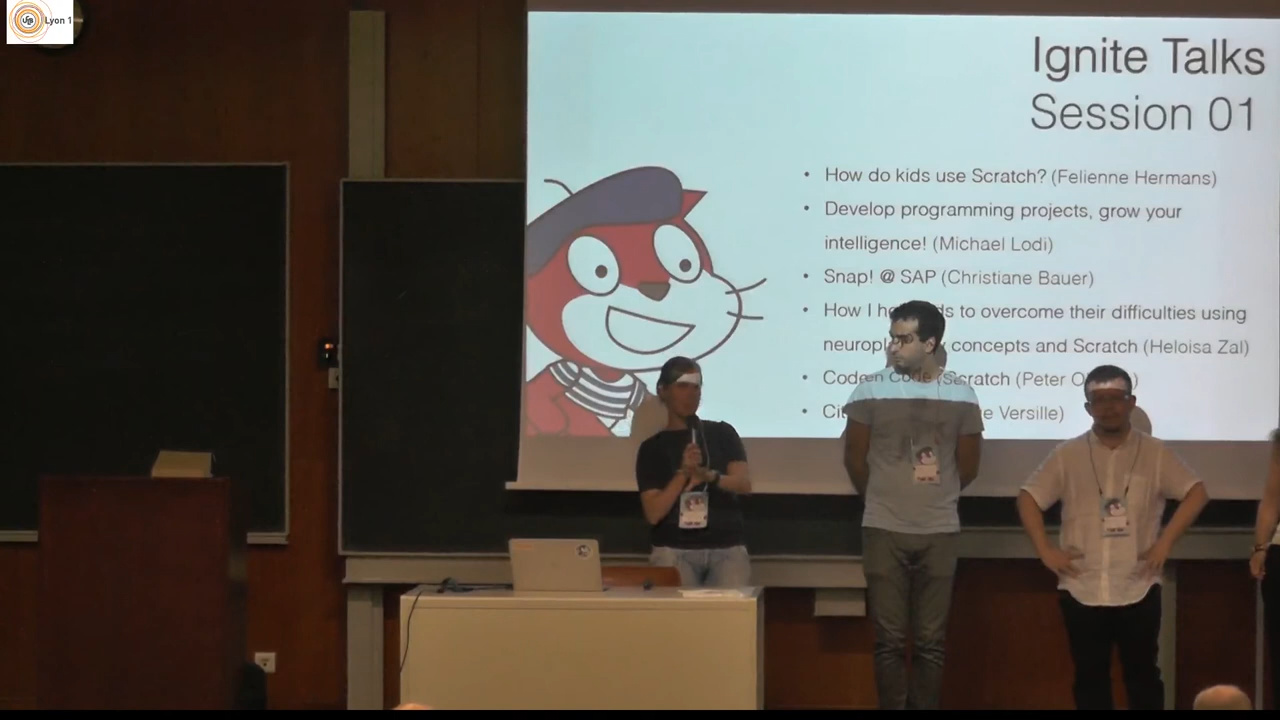 Lyon 1
Ignite Talks
Session 01
• How do kids use Scratch? (Felienne Hermans)
• Develop programming projects, grow your
intelligence! (Michael Lodi)
• Snap! @ SAP (Christiane Bauer)
• How I to overcome their difficulties using
concepts and Scratch (Heloisa Zal)
• Code Scratch (Peter
• Versille)